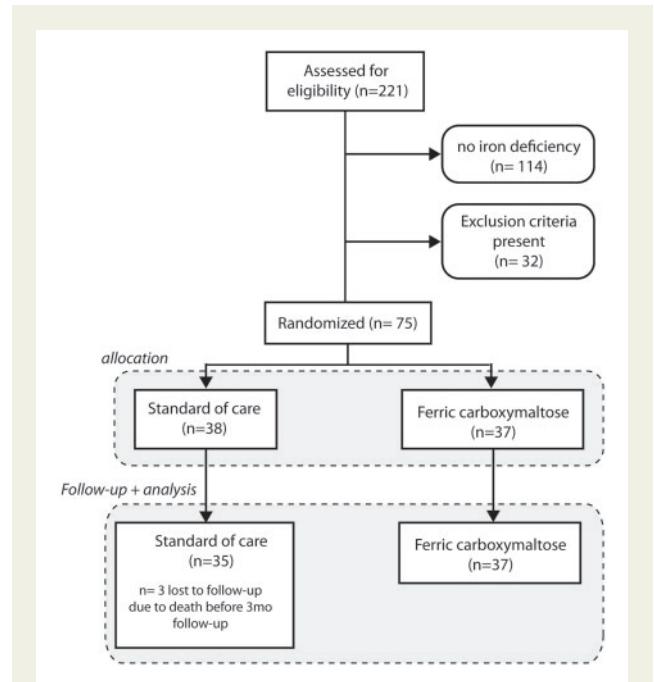 Assessed for
eligibility (n=221)
no iron deficiency
(n= 114)
Exclusion criteria
present
(n= 32)
Randomized (n= 75)
allocation
Standard of care
(n=38)
Ferric carboxymaltose
(n=37)
Follow-up + analysis
Standard of care
(n=35)
n= 3 lost to follow-up
due to death before 3mo
follow-up
Ferric carboxymaltose
(n=37)